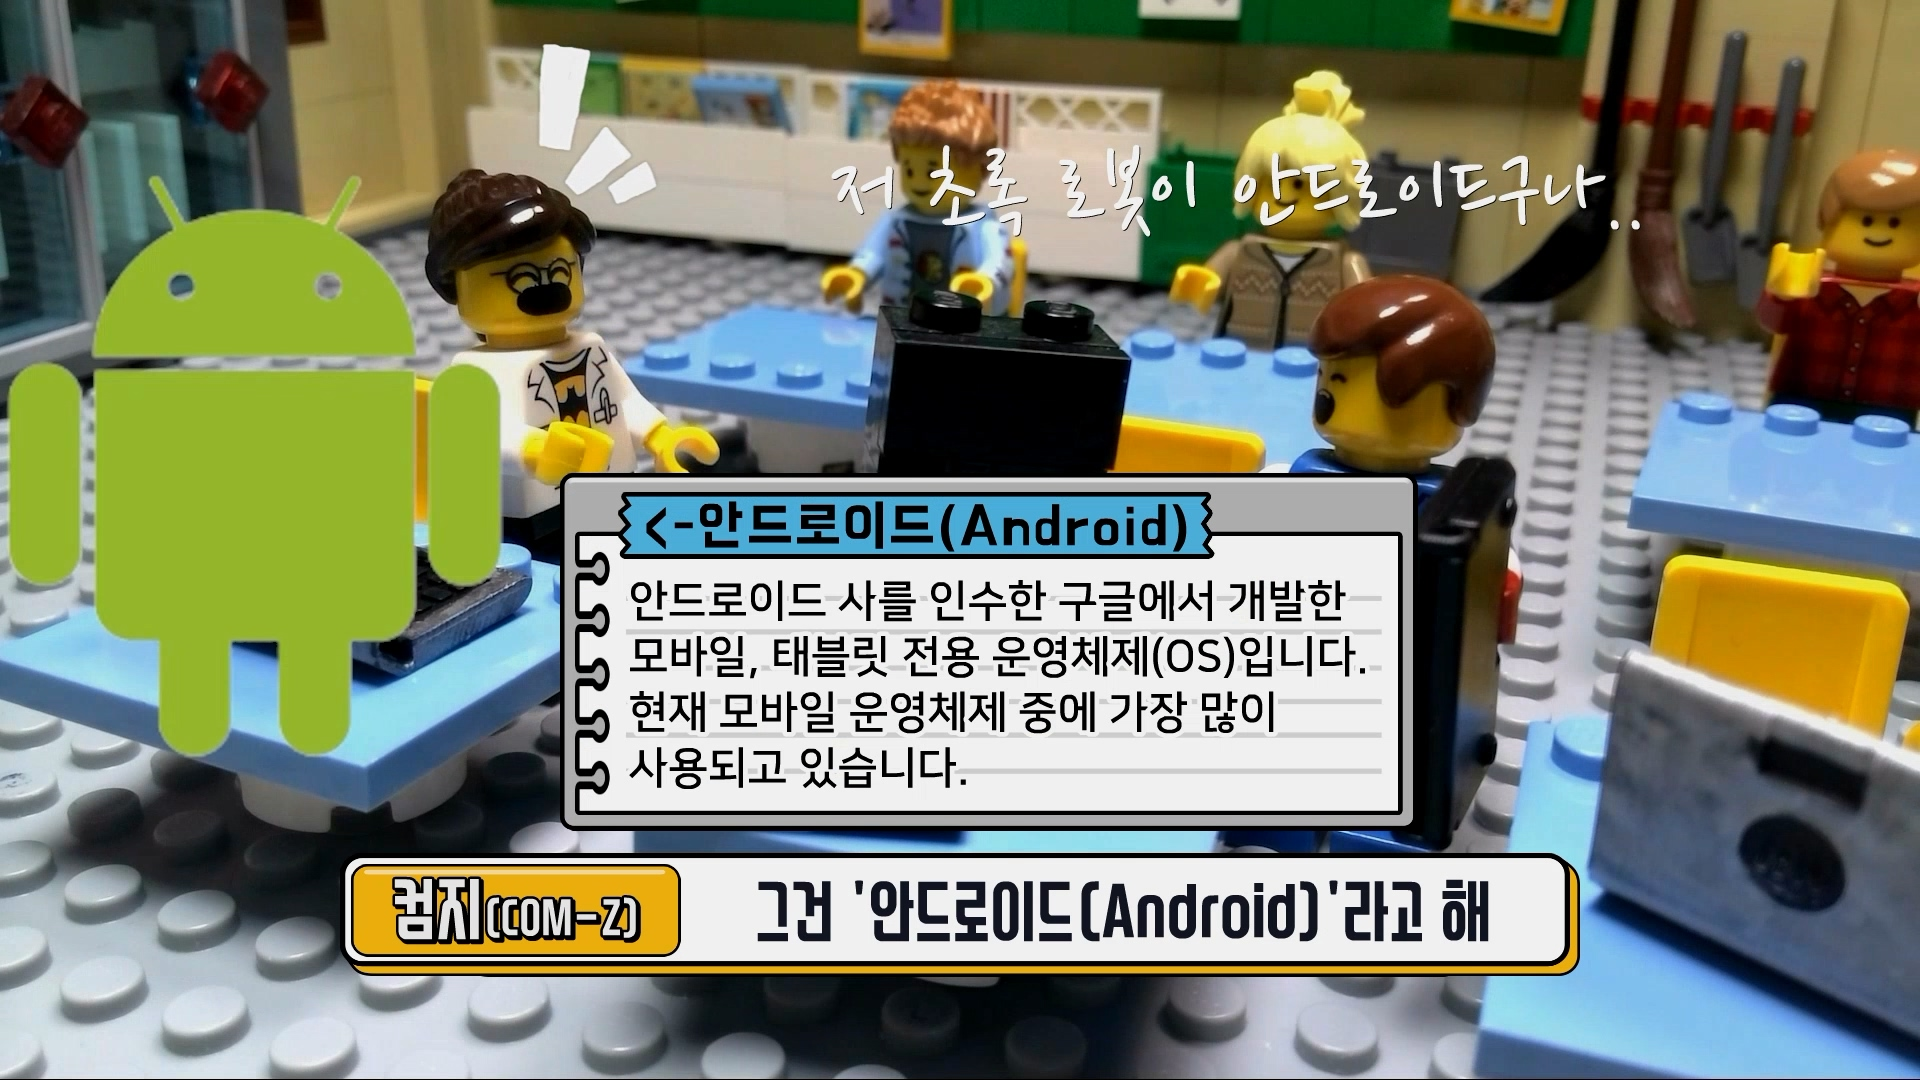 저 초록 로봇이 안드로이드구나..
<-안드로이드(Android)
안드로이드 사를 인수한 구글에서 개발한
모바일, 태블릿 전용 운영체제(OS)입니다.
현재 모바일 운영체제 중에 가장 많이
사용되고 있습니다.
컴지(COM-Z)
그건 '안드로이드(Android)'라고 해